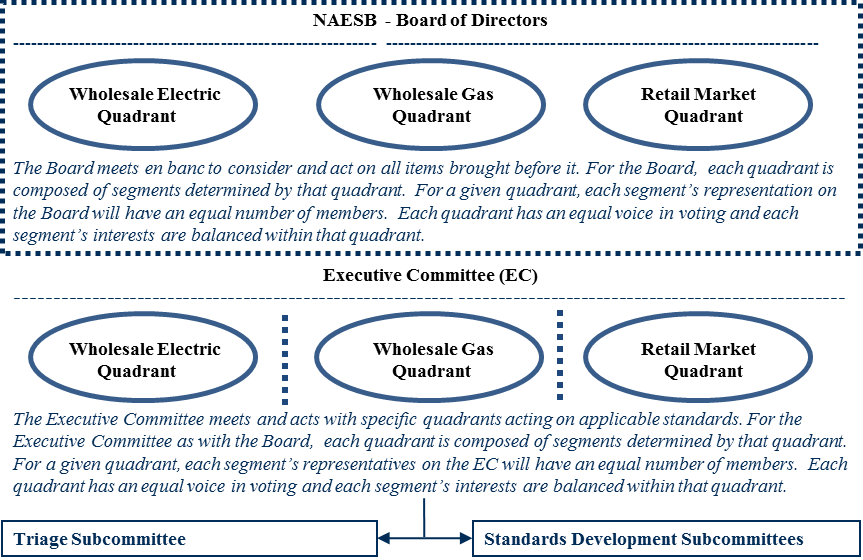 NAESB - Board of Directors
Wholesale Electric Quadrant
Wholesale Gas Quadrant
Retail Market Quadrant
The Board meets en banc to consider and act on all items brought before it. For the Board, each quadrant is
composed of segments determined by that quadrant. For a given quadrant, each segment's representation on
the Board will have an equal number of members. Each quadrant has an equal voice in voting and each
segment's interests are balanced within that quadrant.
Executive Committee (EC)
Wholesale Electric Quadrant
Wholesale Gas Quadrant
Retail Market Quadrant
The Executive Committee meets and acts with specific quadrants acting on applicable standards. For the
Executive Committee as with the Board, each quadrant is composed of segments determined by that quadrant.
For a given quadrant, each segment's representatives on the EC will have an equal number of members. Each
quadrant has an equal voice in voting and each segment's interests are balanced within that quadrant.
Triage Subcommittee
Standards Development Subcommittees